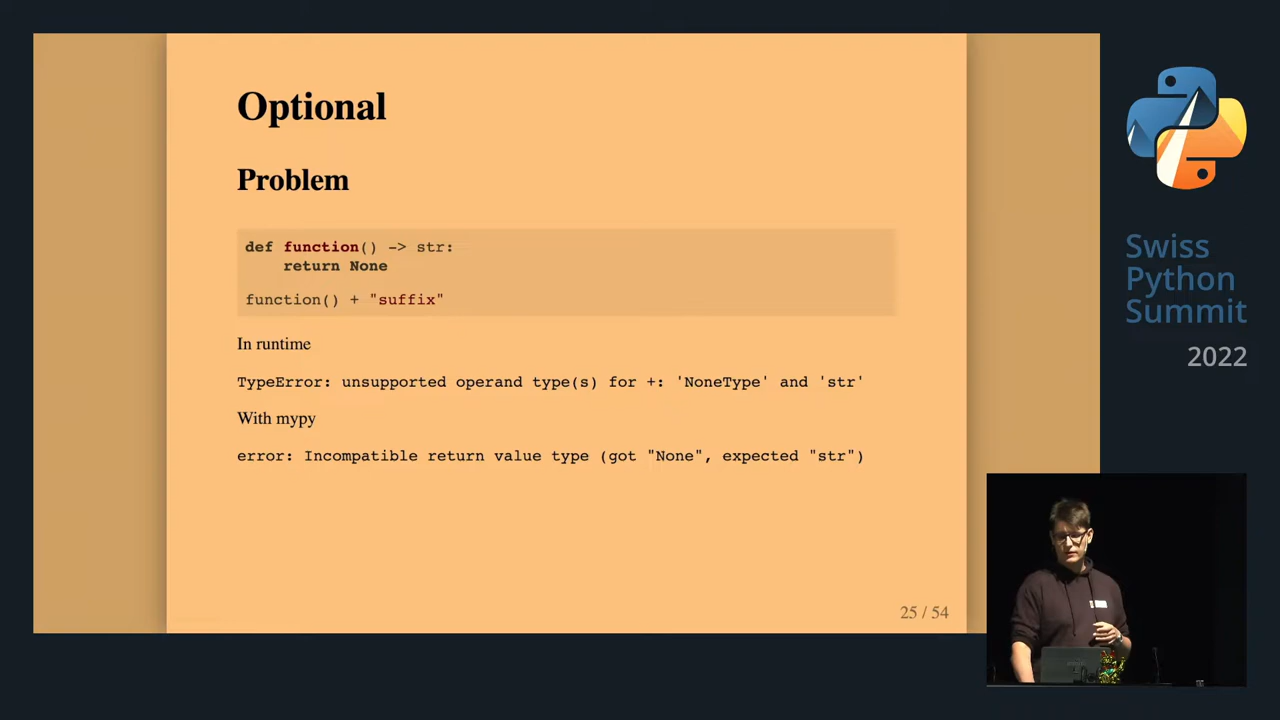 Optional
Problem
def function() -> str:
    return None
function() + "suffix"
In runtime
TypeError: unsupported operand type(s) for +: 'NoneType' and 'str'
With mypy
error: Incompatible return value type (got "None", expected "str")
25 / 54
Swiss
Python
Summit
2022